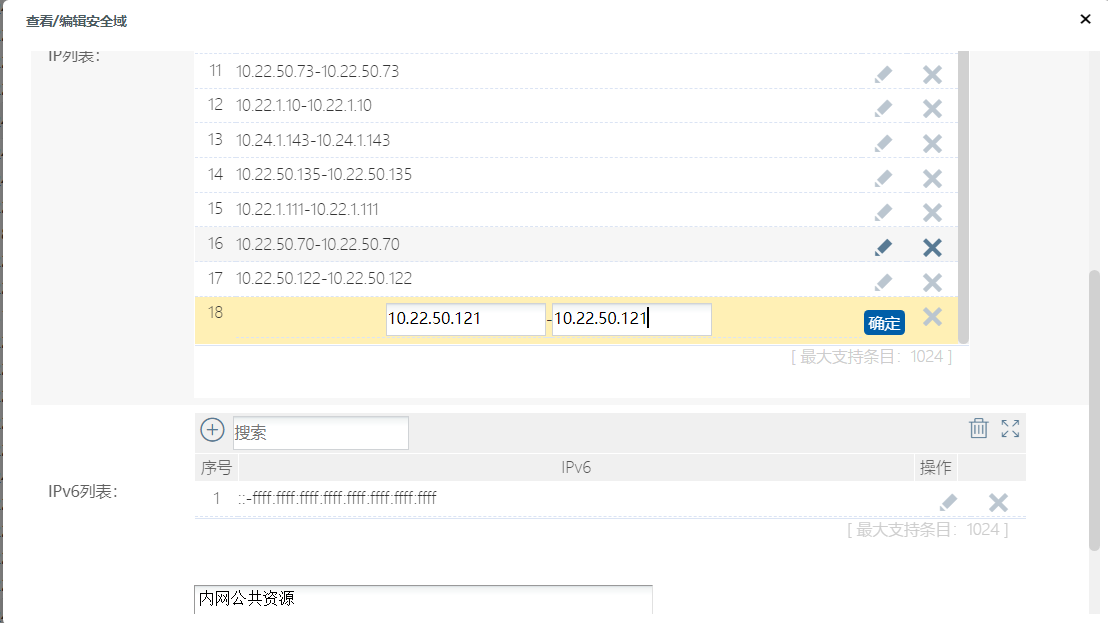 查看/编辑安全域
IP列表:
11 10.22.50.73-10.22.50.73
12 10.22.1.10-10.22.1.10
13 10.24.1.143-10.24.1.143
14 10.22.50.135-10.22.50.135
15 10.22.1.111-10.22.1.111
16 10.22.50.70-10.22.50.70
17 10.22.50.122-10.22.50.122
18 10.22.50.121 - 10.22.50.121 确定
[ 最大支持条目: 1024 ]
搜索
序号 IPv6 操作
IPv6列表:
1 ::-ffff:ffff:ffff:ffff:ffff:ffff:ffff:ffff
[ 最大支持条目: 1024 ]
内网公共资源